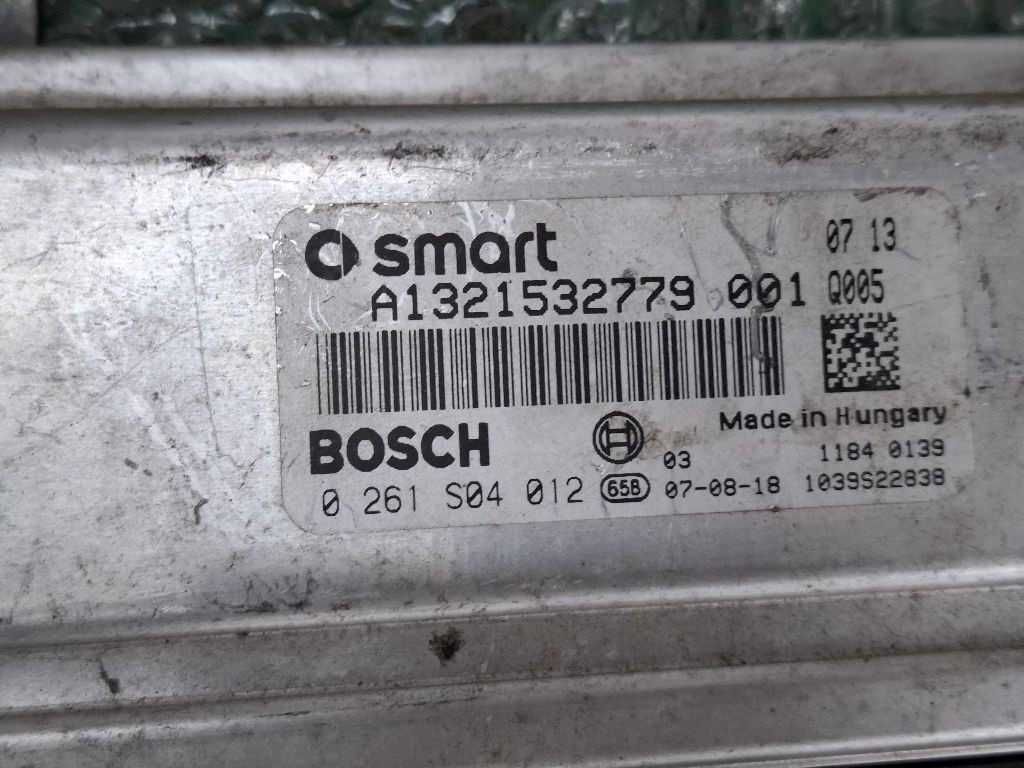 smart
07 13
A1321532779 001
Q005
BOSCH
Made in Hungary
03
1184 0139
0 261 S04 012
658
07-08-18
1039S22838